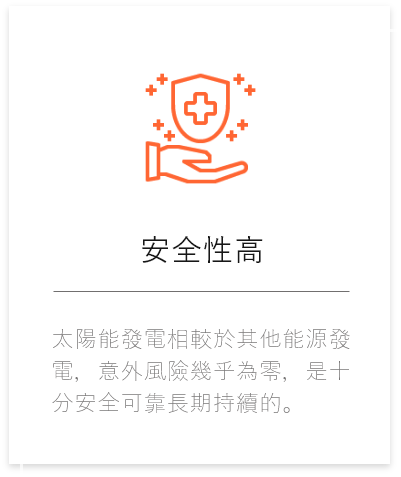 安全性高
太陽能發電相較於其他能源發
電，意外風險幾乎為零，是十
分安全可靠長期持續的。